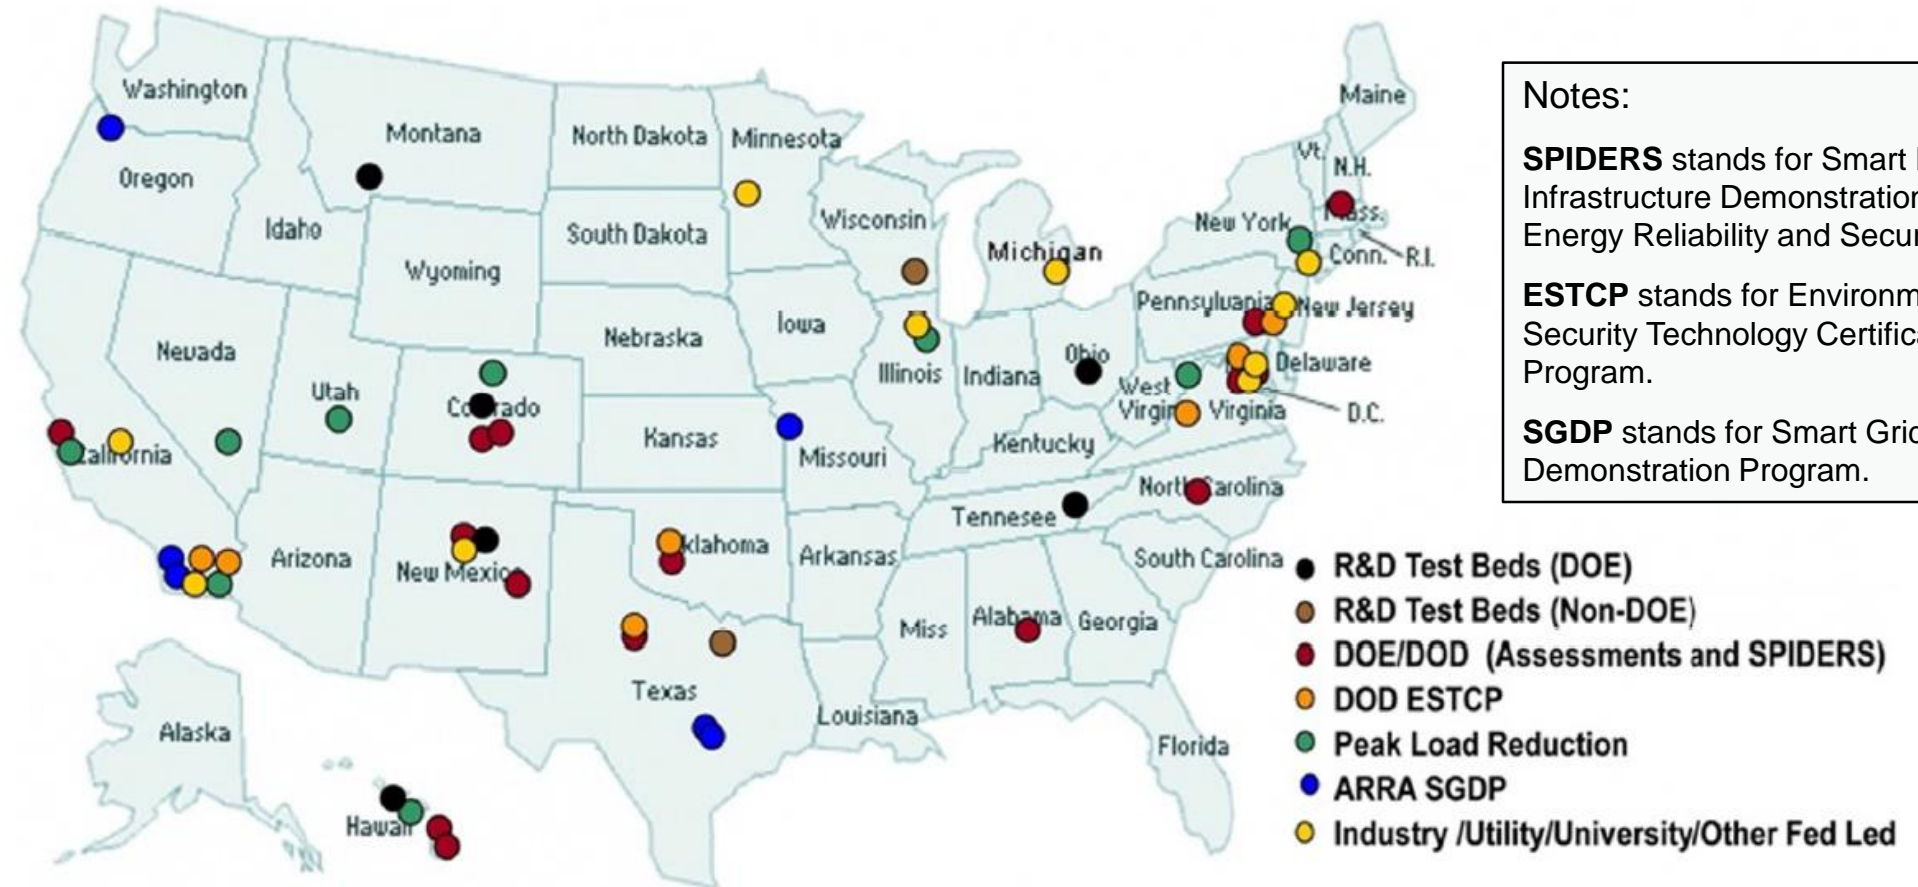 Washington
Montana
North Dakota
Minnesota
Maine
Oregon
Idaho
Wyoming
South Dakota
Wisconsin
Michigan
New York
Vt.
N.H.
Mass.
Conn.
R.I.
Nevada
Utah
Colorado
Nebraska
Iowa
Illinois
Indiana
Ohio
Pennsylvania
New Jersey
Delaware
D.C.
West
Virgin
Virginia
California
Kansas
Missouri
Kentucky
Arizona
New Mexico
Oklahoma
Arkansas
Tennesee
North Carolina
South Carolina
Texas
Louisiana
Miss
Alabama
Georgia
Florida
Alaska
Hawaii
Notes:
SPIDERS stands for Smart
Infrastructure Demonstration
Energy Reliability and Secur
ESTCP stands for Environm
Security Technology Certific
Program.
SGDP stands for Smart Grid
Demonstration Program.
R&D Test Beds (DOE)
R&D Test Beds (Non-DOE)
DOE/DOD (Assessments and SPIDERS)
DOD ESTCP
Peak Load Reduction
ARRA SGDP
Industry /Utility/University/Other Fed Led